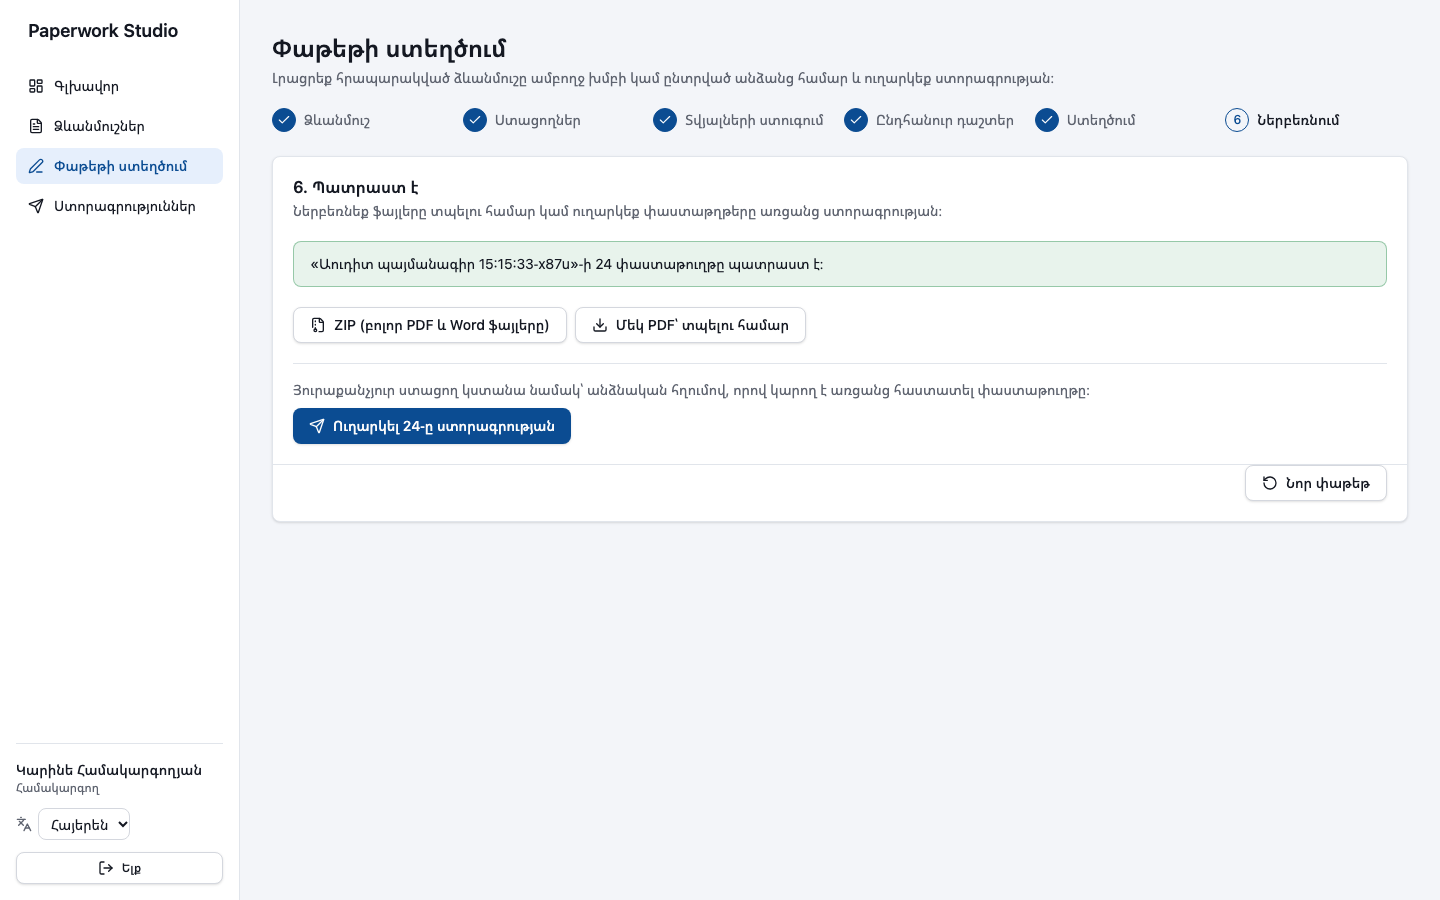 Paperwork Studio
Գլխավոր
Ձևանմուշներ
Փաթեթի ստեղծում
Ստորագրություններ
Կարինե Համակարգողյան
Համակարգող
Հայերեն
Ելք
Փաթեթի ստեղծում
Լրացրեք հրապարակված ձևանմուշը ամբողջ խմբի կամ ընտրված անձանց համար և ուղարկեք ստորագրության։
Ձևանմուշ
Ստացողներ
Տվյալների ստուգում
Ընդհանուր դաշտեր
Ստեղծում
6 Ներբեռնում
6. Պատրաստ է
Ներբեռնեք ֆայլերը տպելու համար կամ ուղարկեք փաստաթղթերը առցանց ստորագրության։
«Աուդիտ պայմանագիր 15:15:33-x87u»-ի 24 փաստաթուղթը պատրաստ է։
ZIP (բոլոր PDF և Word ֆայլերը)
Մեկ PDF՝ տպելու համար
Յուրաքանչյուր ստացող կստանա նամակ՝ անձնական հղումով, որով կարող է առցանց հաստատել փաստաթուղթը։
Ուղարկել 24-ը ստորագրության
Նոր փաթեթ